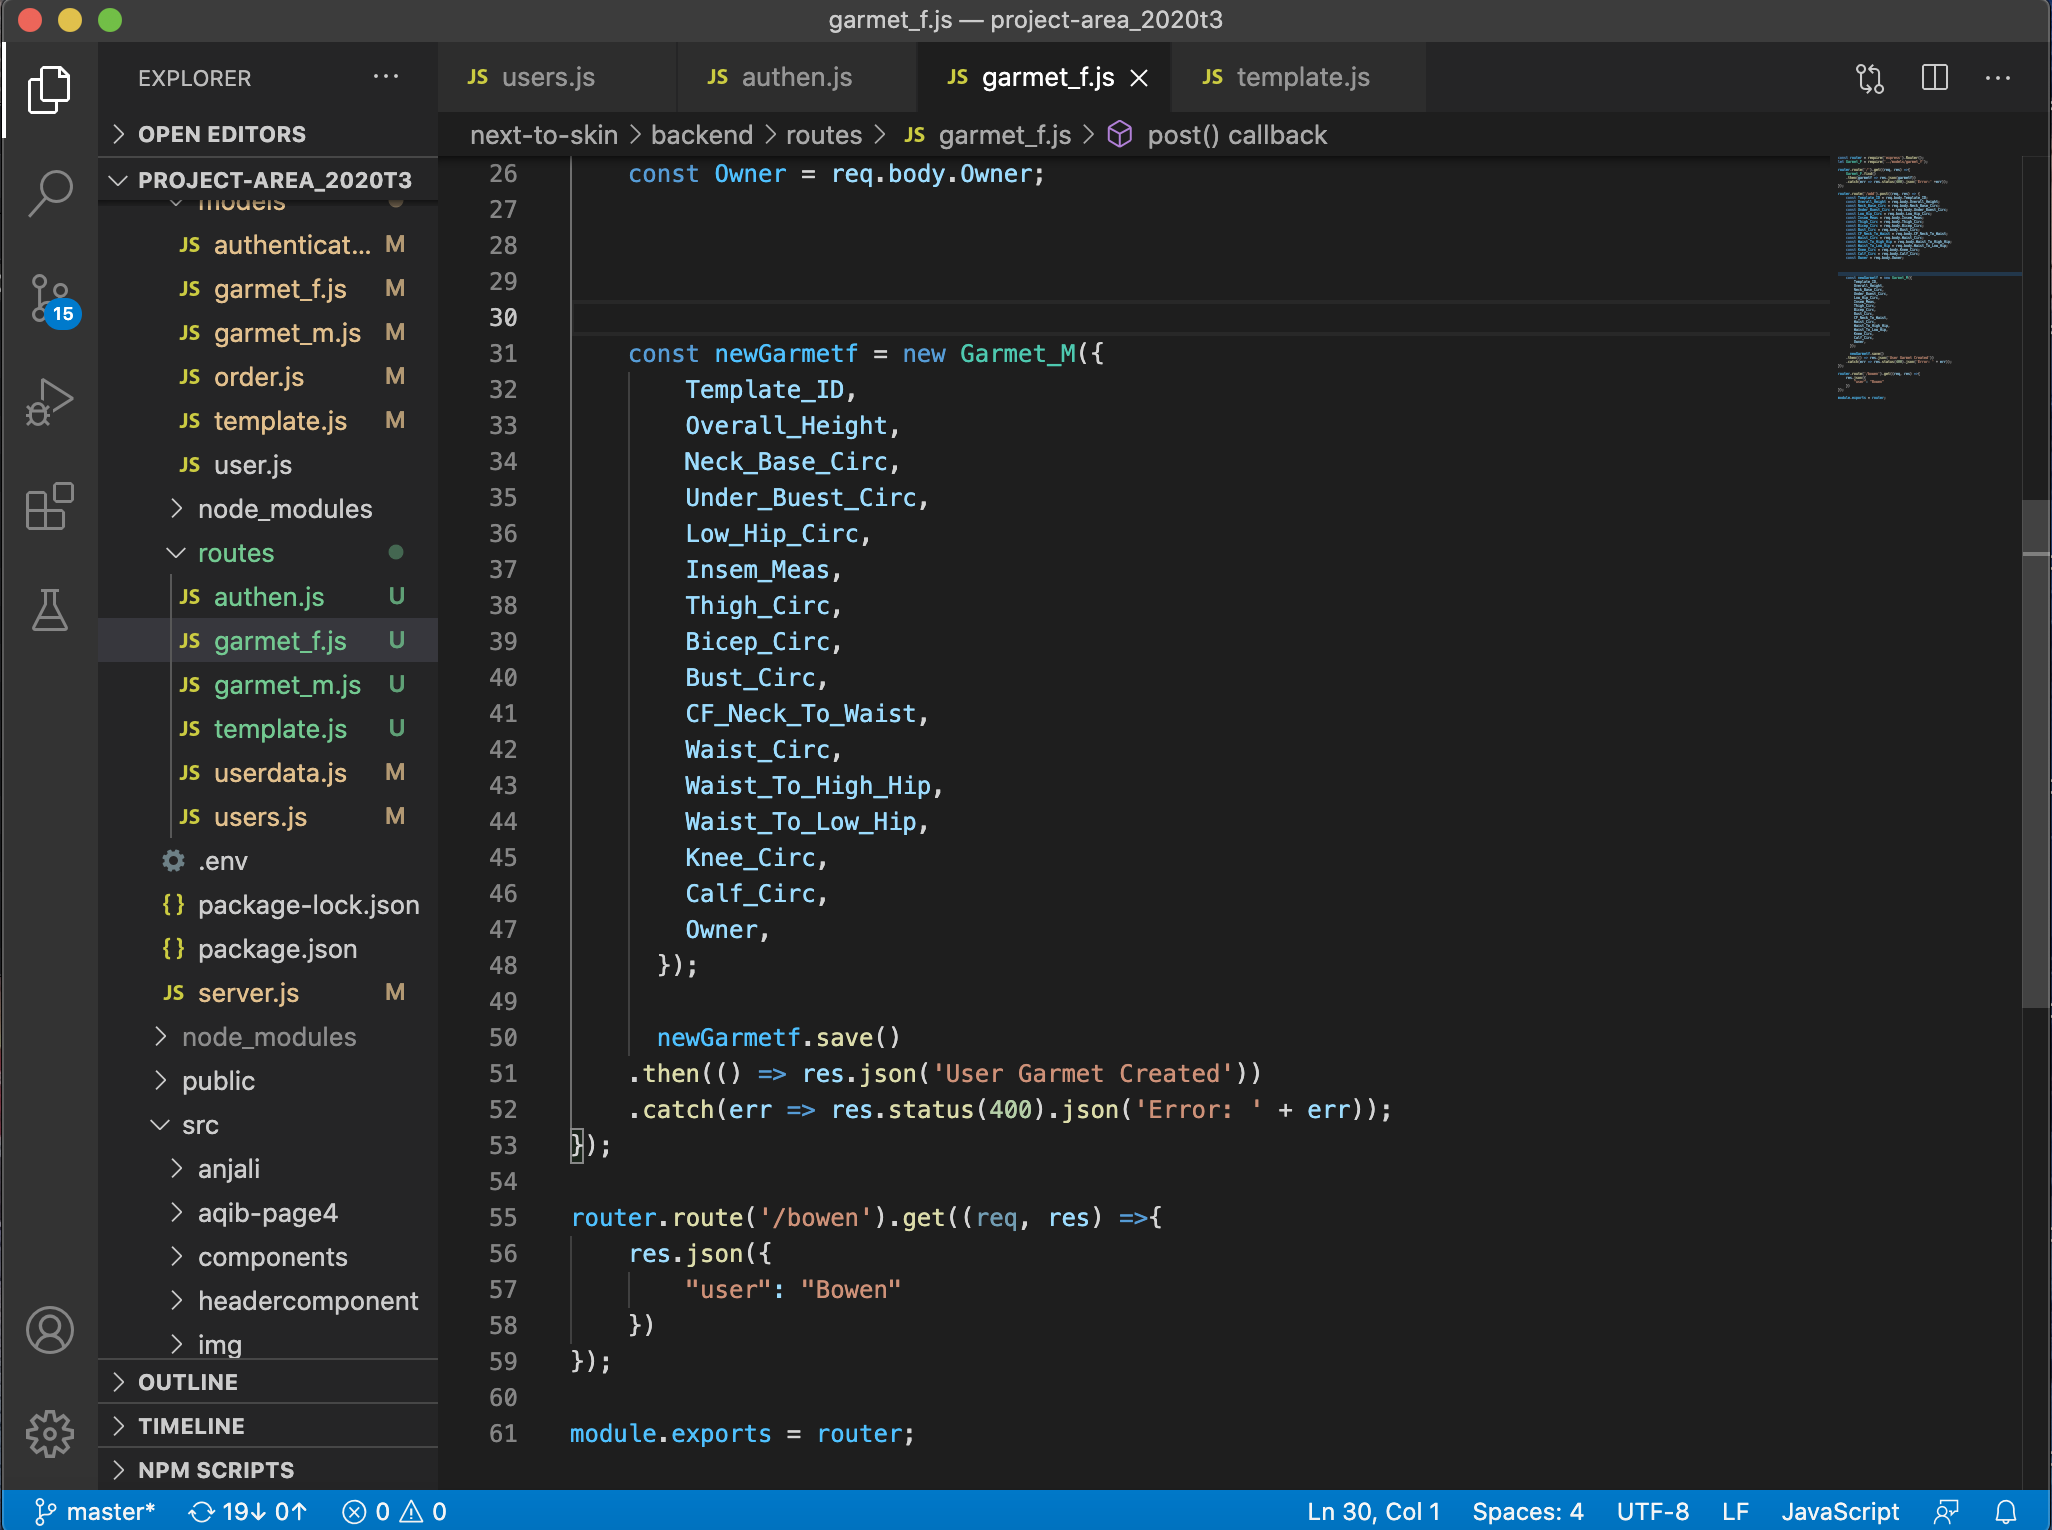 garmet_f.js — project-area_2020t3
EXPLORER
OPEN EDITORS
PROJECT-AREA_2020T3
models
JS authenticat... M
JS garmet_f.js M
JS garmet_m.js M
JS order.js M
JS template.js M
JS user.js
node_modules
routes
JS authen.js U
JS garmet_f.js U
JS garmet_m.js U
JS template.js U
JS userdata.js M
JS users.js M
.env
{} package-lock.json
{} package.json
JS server.js M
node_modules
public
src
anjali
aqib-page4
components
headercomponent
img
OUTLINE
TIMELINE
NPM SCRIPTS
15
JS users.js
JS authen.js
JS garmet_f.js
JS template.js
next-to-skin > backend > routes > JS garmet_f.js > post() callback
26 const Owner = req.body.Owner;
27
28
29
30
31 const newGarmetf = new Garmet_M({
32 Template_ID,
33 Overall_Height,
34 Neck_Base_Circ,
35 Under_Buest_Circ,
36 Low_Hip_Circ,
37 Insem_Meas,
38 Thigh_Circ,
39 Bicep_Circ,
40 Bust_Circ,
41 CF_Neck_To_Waist,
42 Waist_Circ,
43 Waist_To_High_Hip,
44 Waist_To_Low_Hip,
45 Knee_Circ,
46 Calf_Circ,
47 Owner,
48 });
49
50 newGarmetf.save()
51 .then(() => res.json('User Garmet Created'))
52 .catch(err => res.status(400).json('Error: ' + err));
53 });
54
55 router.route('/bowen').get((req, res) =>{
56 res.json({
57 "user": "Bowen"
58 })
59 });
60
61 module.exports = router;
master* 19↓ 0↑ 0 0
Ln 30, Col 1 Spaces: 4 UTF-8 LF JavaScript